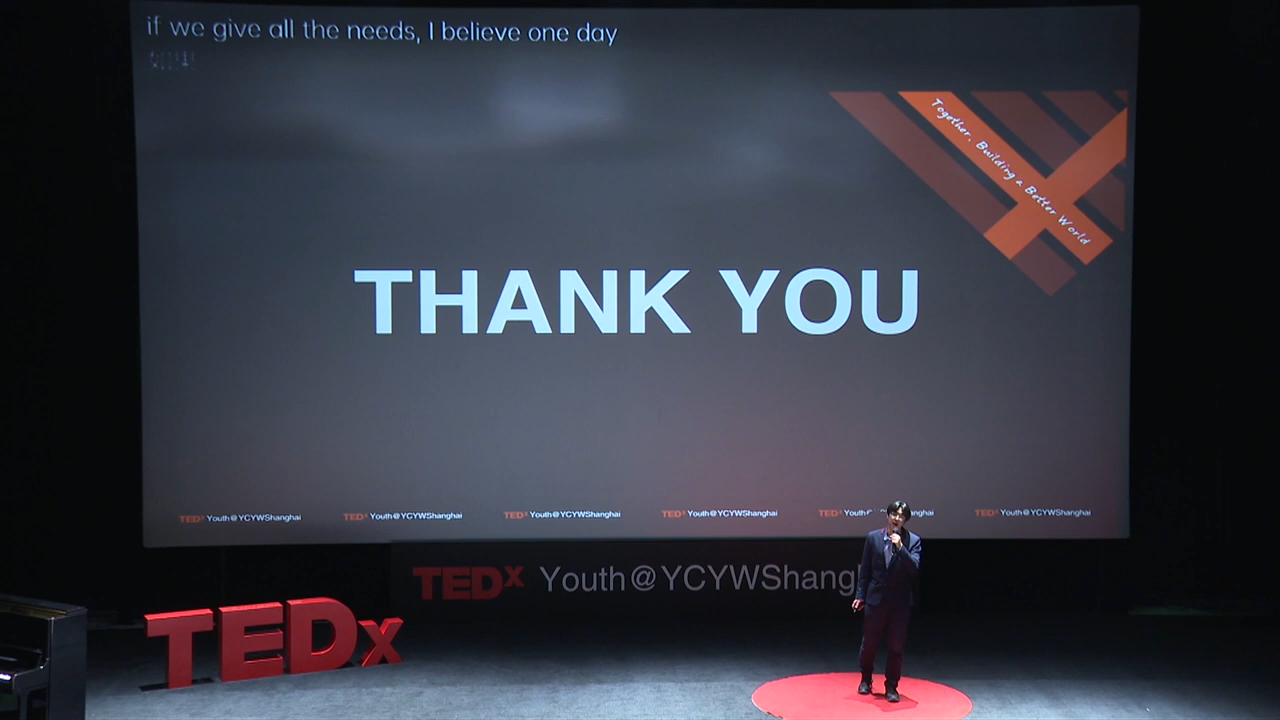 if we give all the needs, I believe one day
Together, Building a Better World
THANK YOU
TEDx Youth@YCYWShanghai
TEDx Youth@YCYWShanghai
TEDx Youth@YCYWShanghai
TEDx Youth@YCYWShanghai
TEDx Youth@YCYWShanghai
TEDx Youth@YCYWShanghai
TEDx Youth@YCYWShangh
TEDx